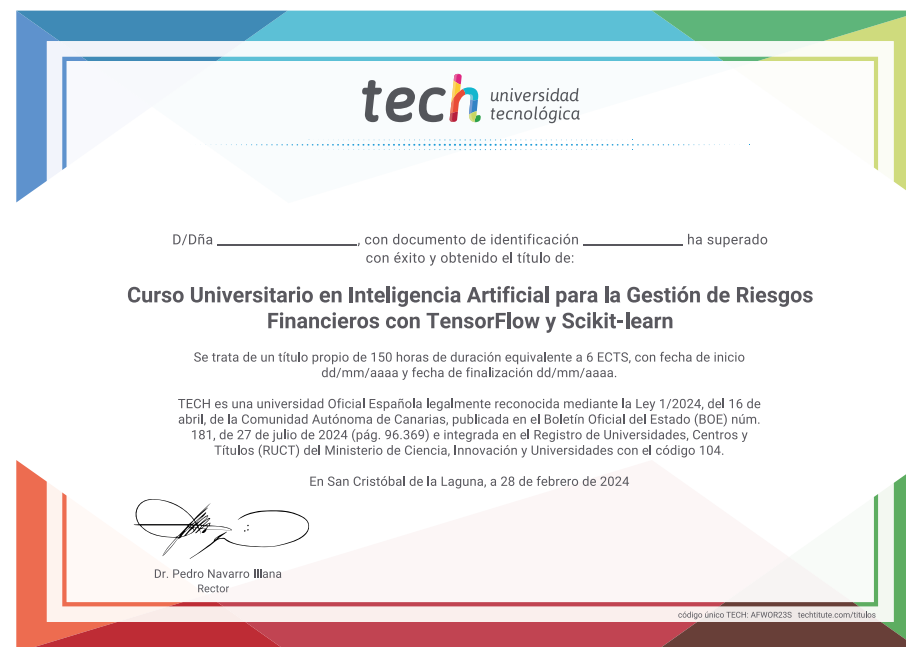 tech universidad
tecnológica
D/Dña ____________________, con documento de identificación ______________ ha superado
con éxito y obtenido el título de:
Curso Universitario en Inteligencia Artificial para la Gestión de Riesgos
Financieros con TensorFlow y Scikit-learn
Se trata de un título propio de 150 horas de duración equivalente a 6 ECTS, con fecha de inicio
dd/mm/aaaa y fecha de finalización dd/mm/aaaa.
TECH es una universidad Oficial Española legalmente reconocida mediante la Ley 1/2024, del 16 de
abril, de la Comunidad Autónoma de Canarias, publicada en el Boletín Oficial del Estado (BOE) núm.
181, de 27 de julio de 2024 (pág. 96.369) e integrada en el Registro de Universidades, Centros y
Títulos (RUCT) del Ministerio de Ciencia, Innovación y Universidades con el código 104.
En San Cristóbal de la Laguna, a 28 de febrero de 2024
Dr. Pedro Navarro Illana
Rector
código único TECH: AFWOR23S techtitute.com/titulos